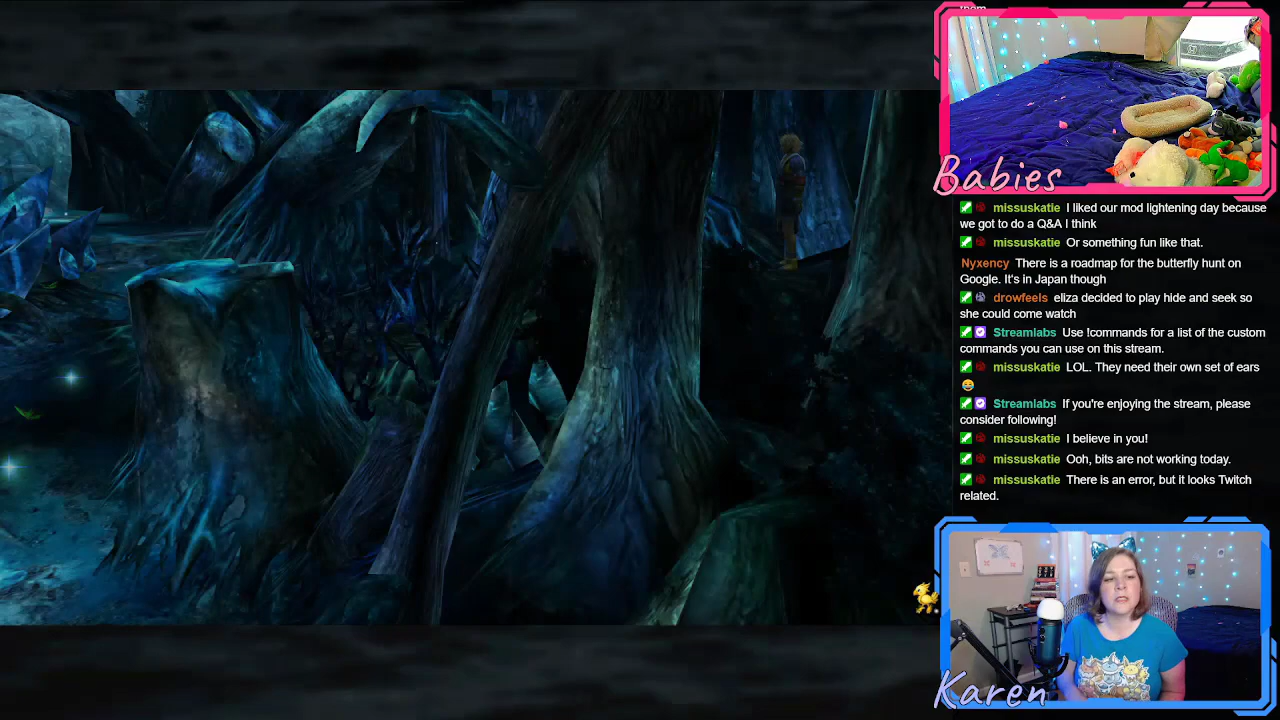 Babies
missuskatie I liked our mod lightening day because
we got to do a Q&A I think
missuskatie Or something fun like that.
Nyxency There is a roadmap for the butterfly hunt on
Google. It's in Japan though
drowfeels eliza decided to play hide and seek so
she could come watch
Streamlabs Use !commands for a list of the custom
commands you can use on this stream.
missuskatie LOL. They need their own set of ears
😂
Streamlabs If you're enjoying the stream, please
consider following!
missuskatie I believe in you!
missuskatie Ooh, bits are not working today.
missuskatie There is an error, but it looks Twitch
related.
Karen